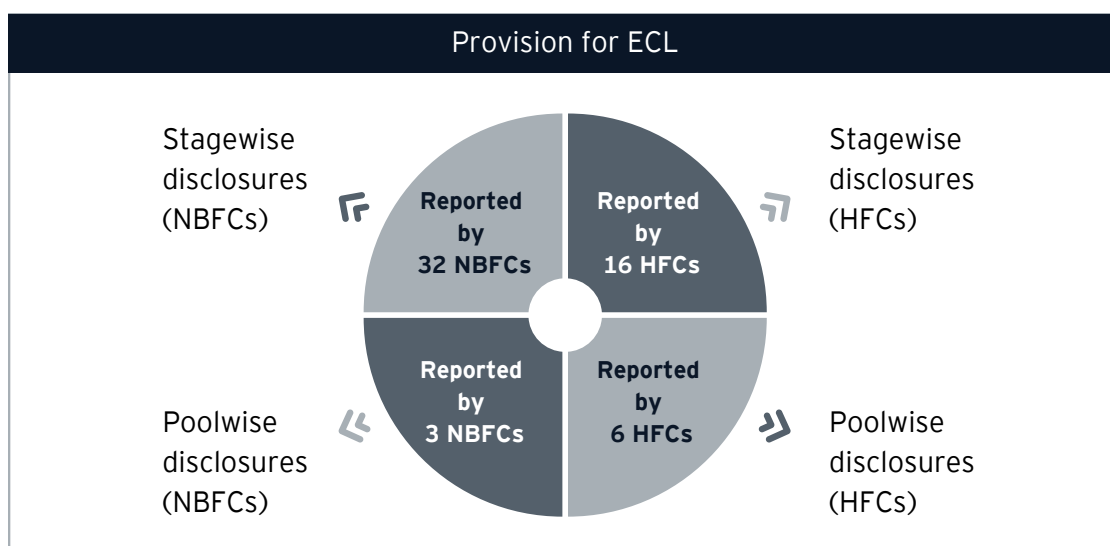 Provision for ECL
Stagewise
disclosures
(NBFCs)
Reported
by
32 NBFCs
Reported
by
16 HFCs
Stagewise
disclosures
(HFCs)
Poolwise
disclosures
(NBFCs)
Reported
by
3 NBFCs
Reported
by
6 HFCs
Poolwise
disclosures
(HFCs)